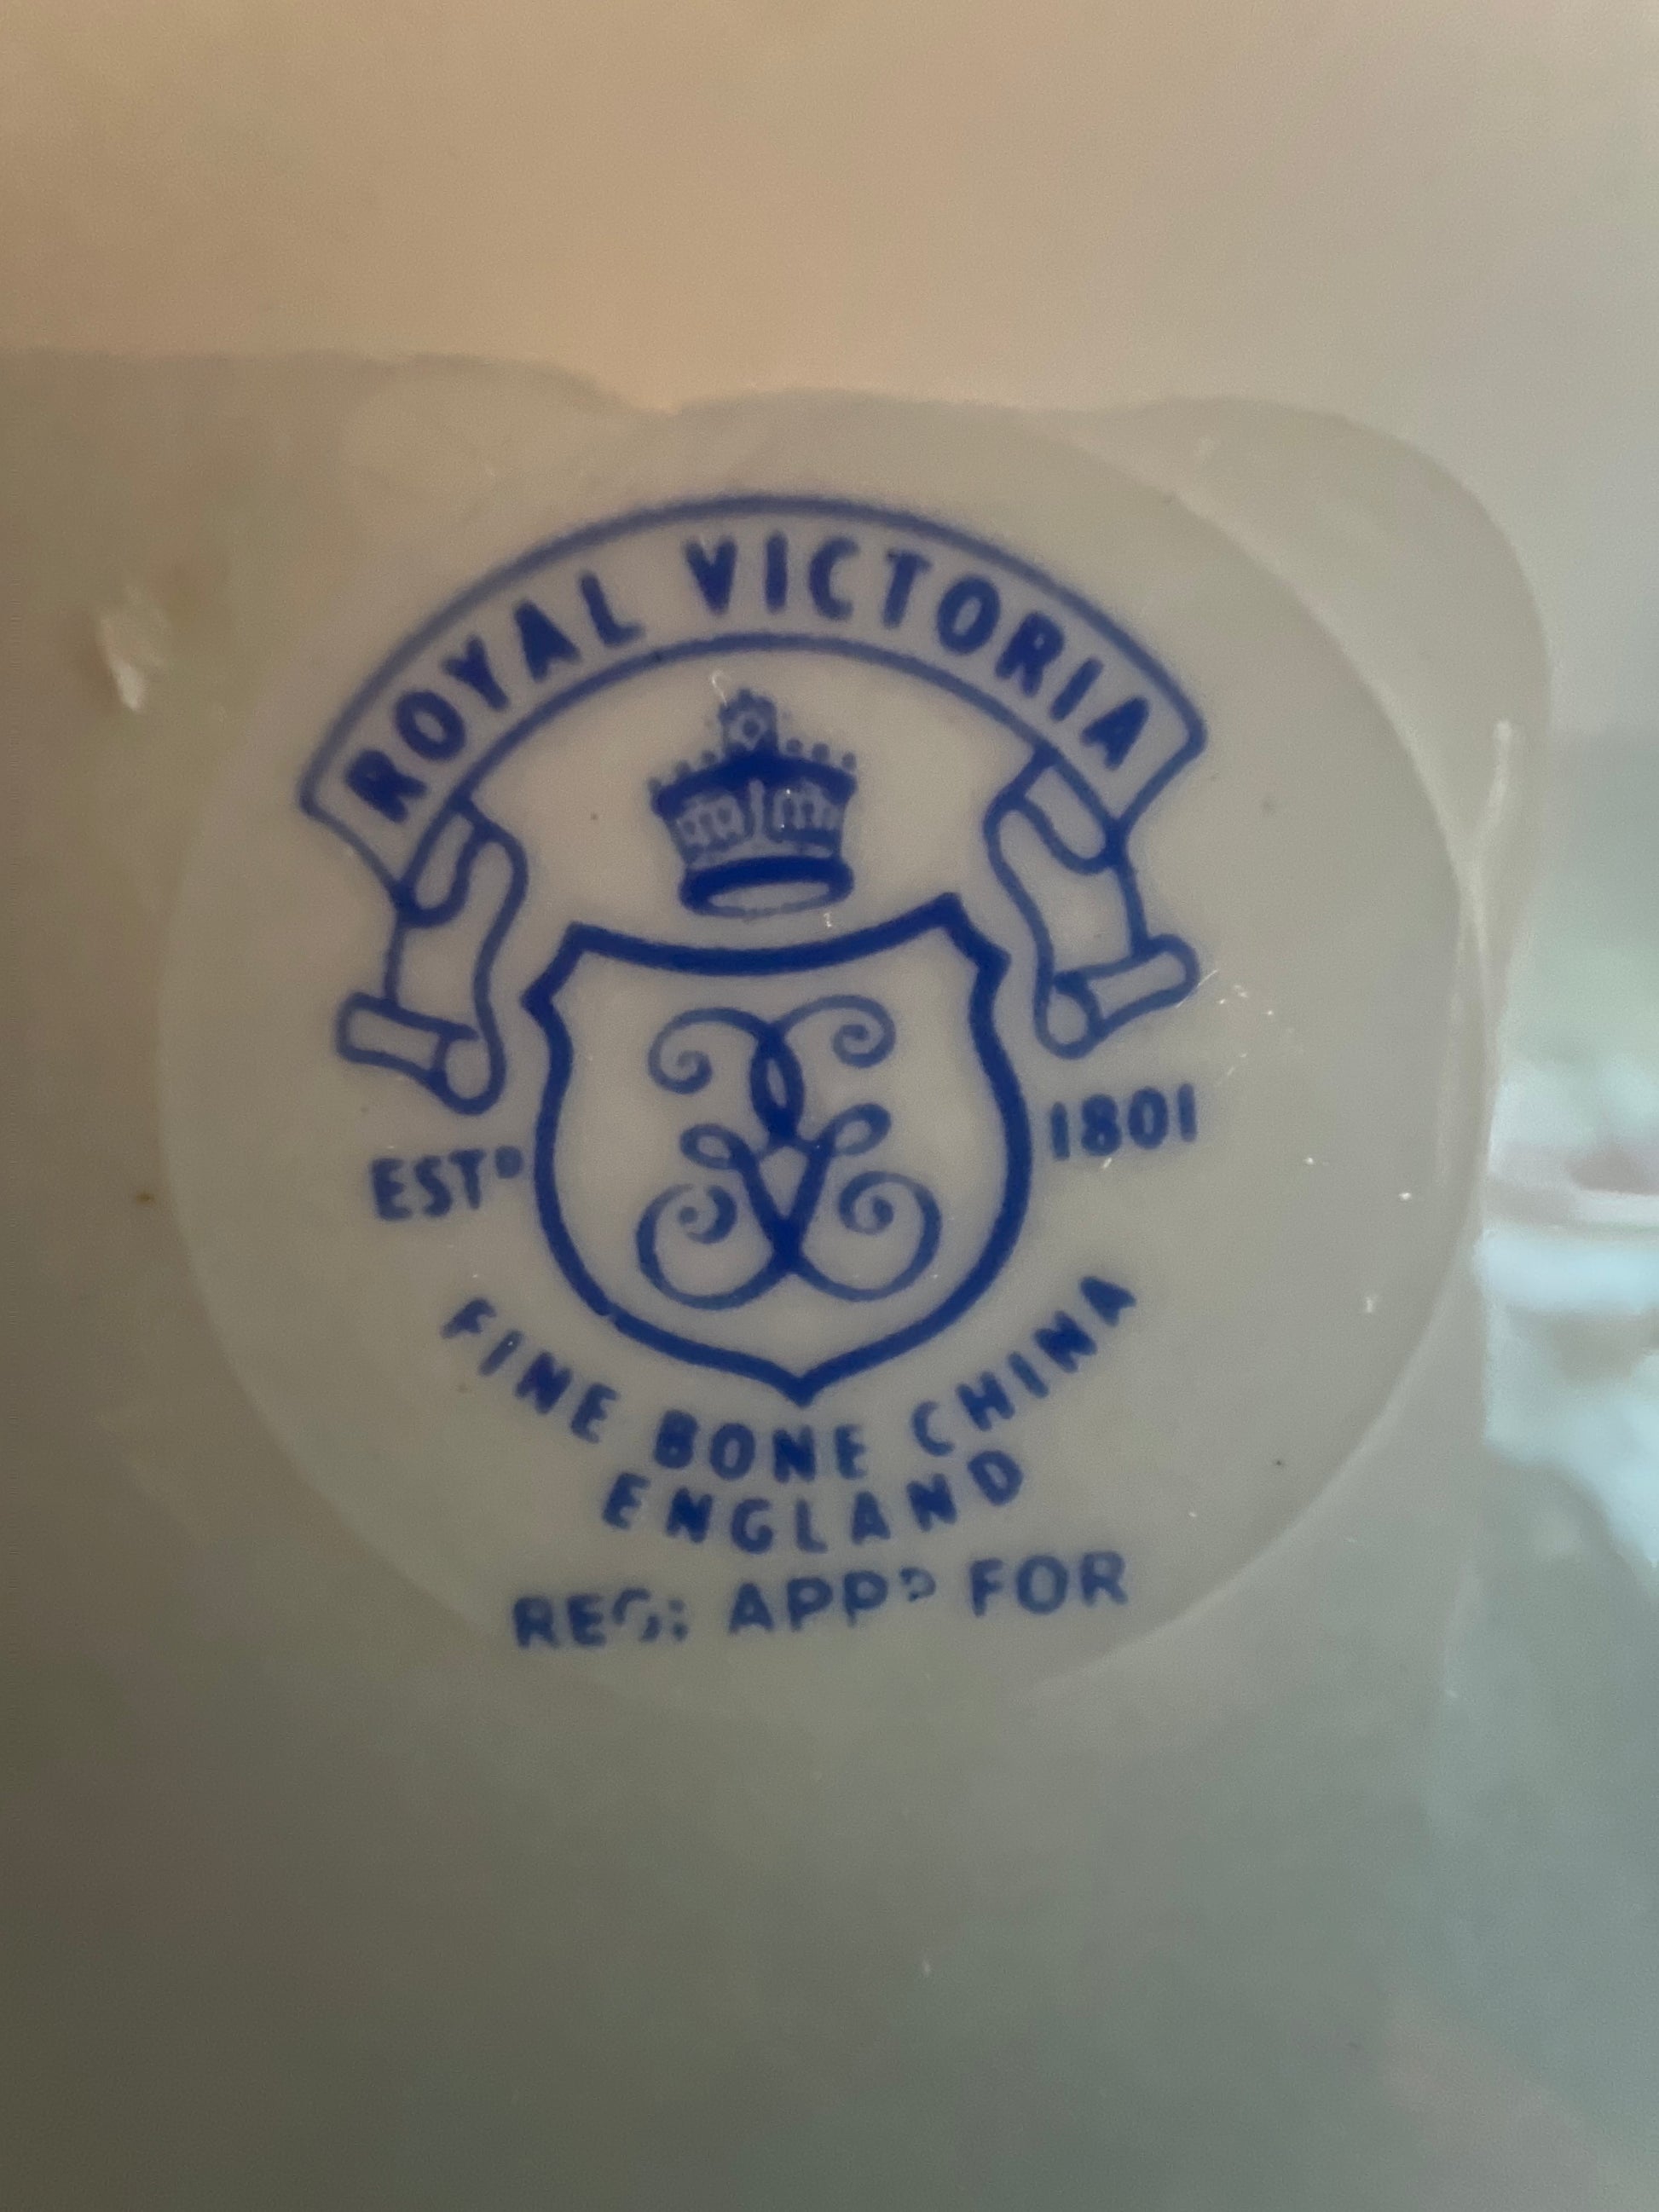 ROYAL VICTORIA
ESTᴰ 1801
FINE BONE CHINA
ENGLAND
REG: APPᴰ FOR